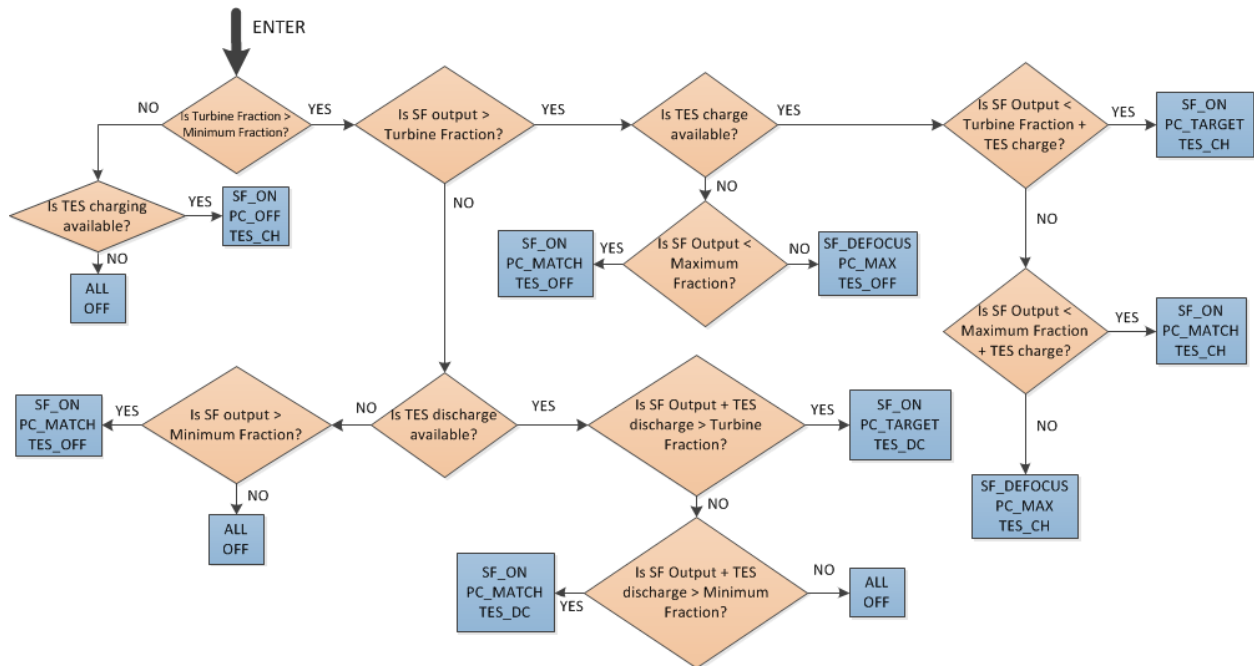 ENTER
Is Turbine Fraction >
Minimum Fraction?
NO
YES
Is SF output >
Turbine Fraction?
YES
NO
Is TES charge
available?
YES
NO
Is SF Output <
Turbine Fraction +
TES charge?
YES
NO
SF_ON
PC_TARGET
TES_CH
Is TES charging
available?
YES
NO
SF_ON
PC_OFF
TES_CH
ALL
OFF
SF_ON
PC_MATCH
TES_OFF
YES
Is SF Output <
Maximum
Fraction?
NO
SF_DEFOCUS
PC_MAX
TES_OFF
Is SF Output <
Maximum Fraction
+ TES charge?
YES
NO
SF_ON
PC_MATCH
TES_CH
SF_DEFOCUS
PC_MAX
TES_CH
SF_ON
PC_MATCH
TES_OFF
YES
Is SF output >
Minimum Fraction?
NO
ALL
OFF
NO
Is TES discharge
available?
YES
Is SF Output + TES
discharge > Turbine
Fraction?
YES
NO
SF_ON
PC_TARGET
TES_DC
SF_ON
PC_MATCH
TES_DC
YES
Is SF Output + TES
discharge > Minimum
Fraction?
NO
ALL
OFF